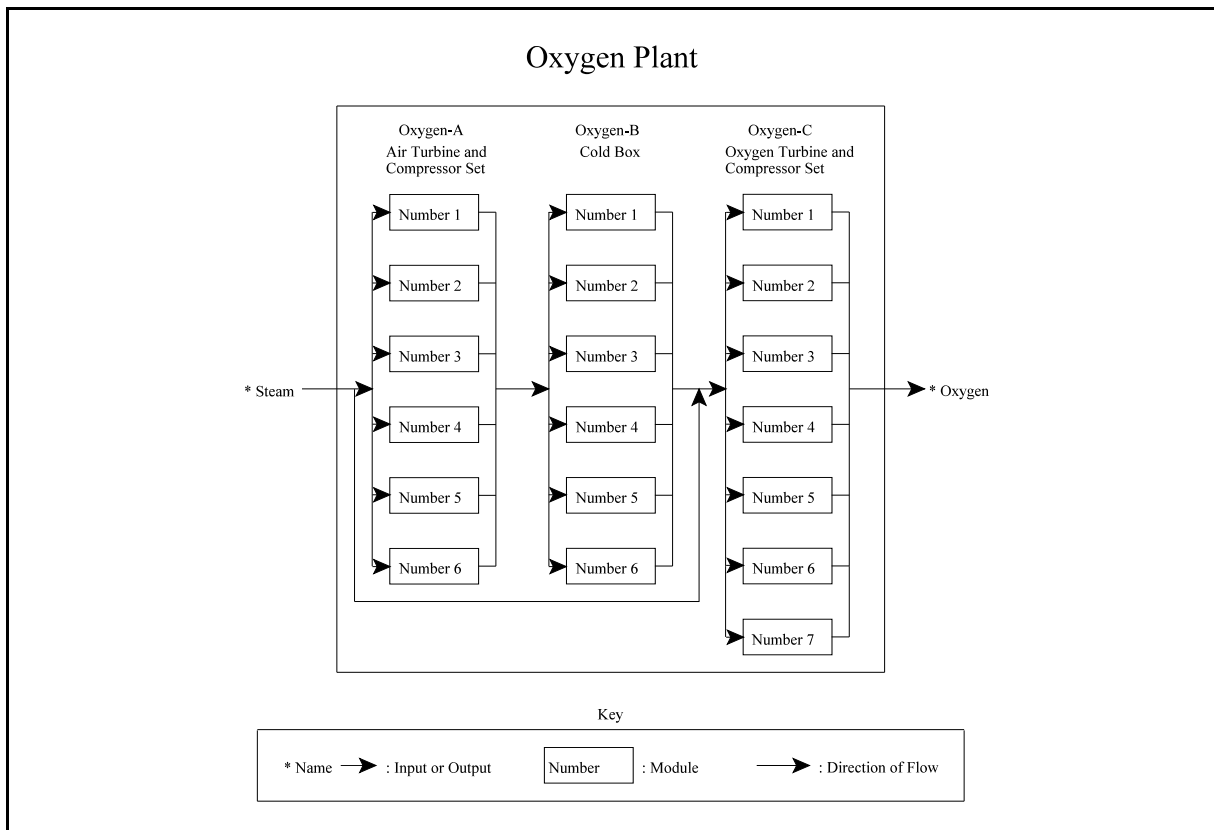 Oxygen Plant
Oxygen-A
Air Turbine and
Compressor Set
Number 1
Number 2
Number 3
Number 4
Number 5
Number 6
Oxygen-B
Cold Box
Number 1
Number 2
Number 3
Number 4
Number 5
Number 6
Oxygen-C
Oxygen Turbine and
Compressor Set
Number 1
Number 2
Number 3
Number 4
Number 5
Number 6
Number 7
* Steam
* Oxygen
Key
* Name
: Input or Output
Number
: Module
: Direction of Flow